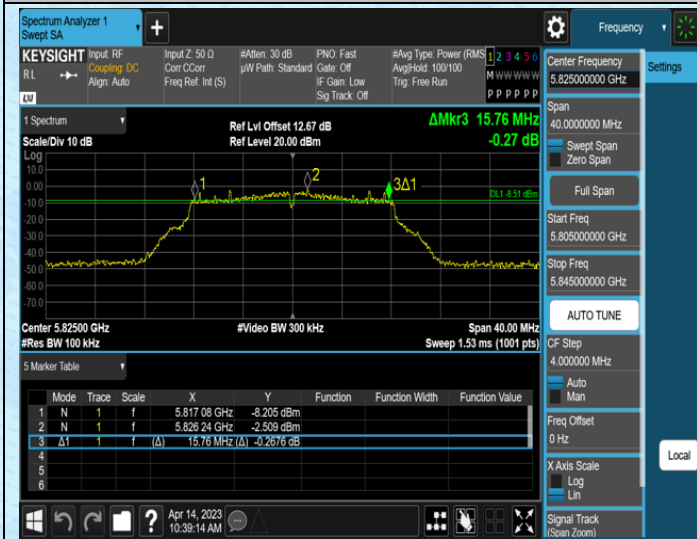 Spectrum Analyzer 1
Swept SA
+
Frequency
KEYSIGHT
RL
LXI
Input: RF
Coupling: DC
Align: Auto
Input Z: 50 Ω
Corr CCorr
Freq Ref: Int (S)
#Atten: 30 dB
µW Path: Standard
PNO: Fast
Gate: Off
IF Gain: Low
Sig Track: Off
#Avg Type: Power (RMS
Avg|Hold: 100/100
Trig: Free Run
1 2 3 4 5 6
M W W W W W
P P P P P P
1 Spectrum
Scale/Div 10 dB
Ref Lvl Offset 12.67 dB
Ref Level 20.00 dBm
ΔMkr3 15.76 MHz
-0.27 dB
Log
10.0
0.00
-10.0
-20.0
-30.0
-40.0
-50.0
-60.0
-70.0
1
2
3Δ1
DL1 -8.51 dBm
Center 5.82500 GHz
#Res BW 100 kHz
#Video BW 300 kHz
Span 40.00 MHz
Sweep 1.53 ms (1001 pts)
5 Marker Table
Mode Trace Scale X Y Function Function Width Function Value
1 N 1 f 5.817 08 GHz -8.205 dBm
2 N 1 f 5.826 24 GHz -2.509 dBm
3 Δ1 1 f (Δ) 15.76 MHz (Δ) -0.2676 dB
4
5
6
?
Apr 14, 2023
10:39:14 AM
Center Frequency
5.825000000 GHz
Span
40.0000000 MHz
Swept Span
Zero Span
Full Span
Start Freq
5.805000000 GHz
Stop Freq
5.845000000 GHz
AUTO TUNE
CF Step
4.000000 MHz
Auto
Man
Freq Offset
0 Hz
X Axis Scale
Log
Lin
Signal Track
(Span Zoom)
Settings
Local